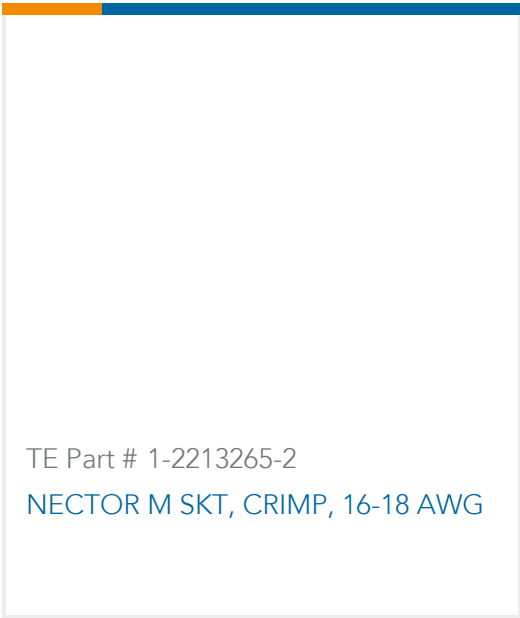 TE Part # 1-2213265-2
NECTOR M SKT, CRIMP, 16-18 AWG